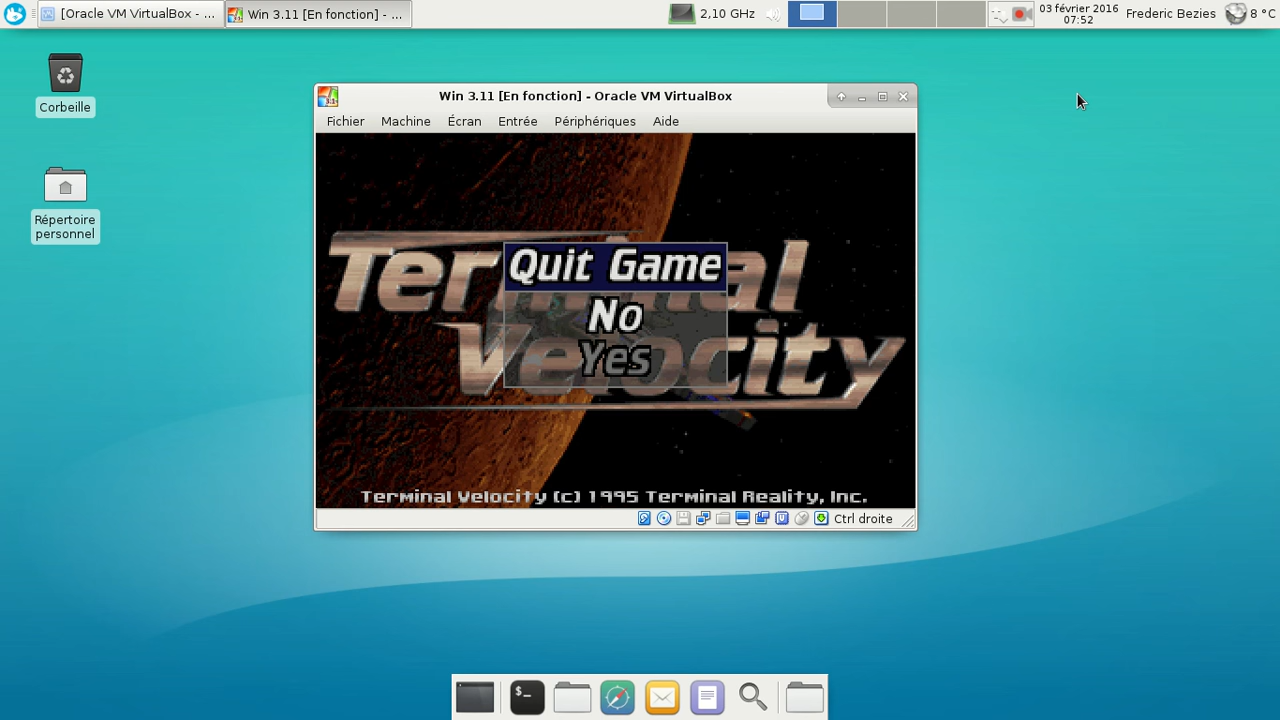 [Oracle VM VirtualBox - ...
Win 3.11 [En fonction] - ...
2,10 GHz
03 février 2016
07:52
Frederic Bezies
8 °C
Corbeille
Répertoire
personnel
Win 3.11 [En fonction] - Oracle VM VirtualBox
Fichier Machine Écran Entrée Périphériques Aide
Terminal
Velocity
Quit Game
No
Yes
Terminal Velocity (c) 1995 Terminal Reality, Inc.
Ctrl droite